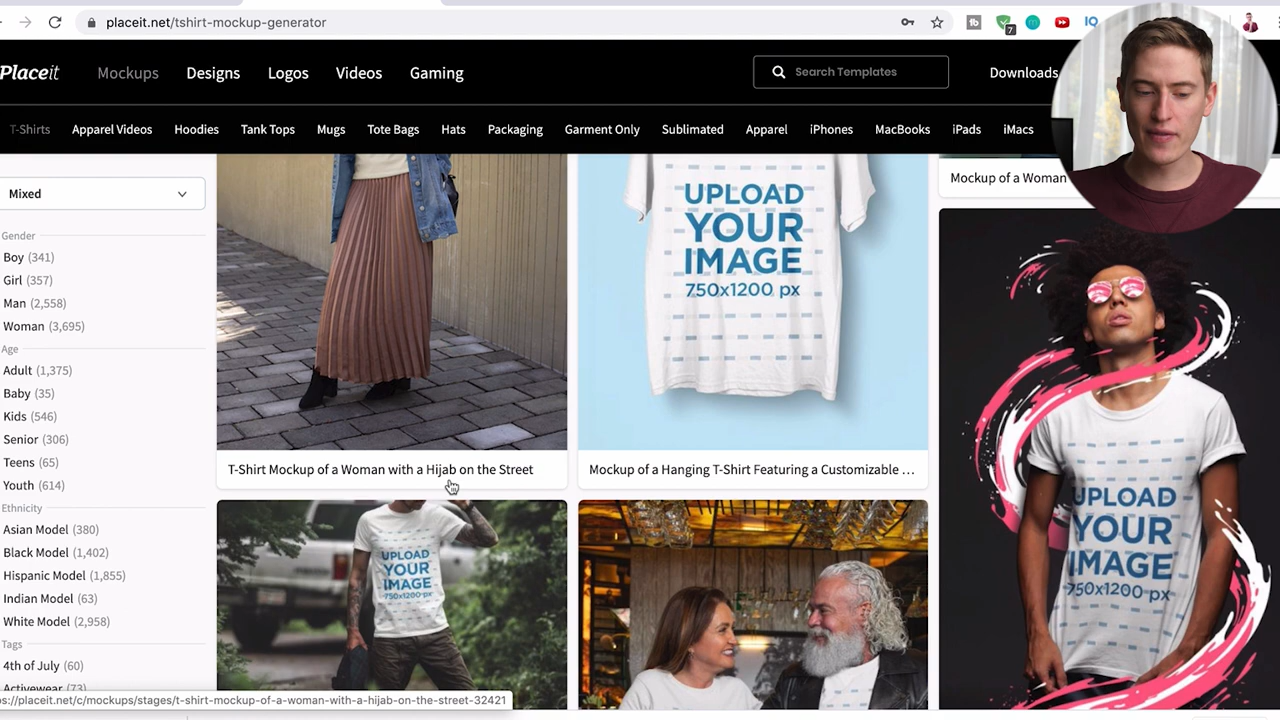 placeit.net/tshirt-mockup-generator
7
Placeit
Mockups
Designs
Logos
Videos
Gaming
Search Templates
Downloads
T-Shirts
Apparel Videos
Hoodies
Tank Tops
Mugs
Tote Bags
Hats
Packaging
Garment Only
Sublimated
Apparel
iPhones
MacBooks
iPads
iMacs
Mixed
Gender
Boy (341)
Girl (357)
Man (2,558)
Woman (3,695)
Age
Adult (1,375)
Baby (35)
Kids (546)
Senior (306)
Teens (65)
Youth (614)
Ethnicity
Asian Model (380)
Black Model (1,402)
Hispanic Model (1,855)
Indian Model (63)
White Model (2,958)
Tags
4th of July (60)
Activewear (73)
T-Shirt Mockup of a Woman with a Hijab on the Street
UPLOAD
YOUR
IMAGE
750x1200 px
UPLOAD
YOUR
IMAGE
750x1200 px
Mockup of a Hanging T-Shirt Featuring a Customizable ...
Mockup of a Woman
UPLOAD
YOUR
IMAGE
750x1200 px
ps://placeit.net/c/mockups/stages/t-shirt-mockup-of-a-woman-with-a-hijab-on-the-street-32421